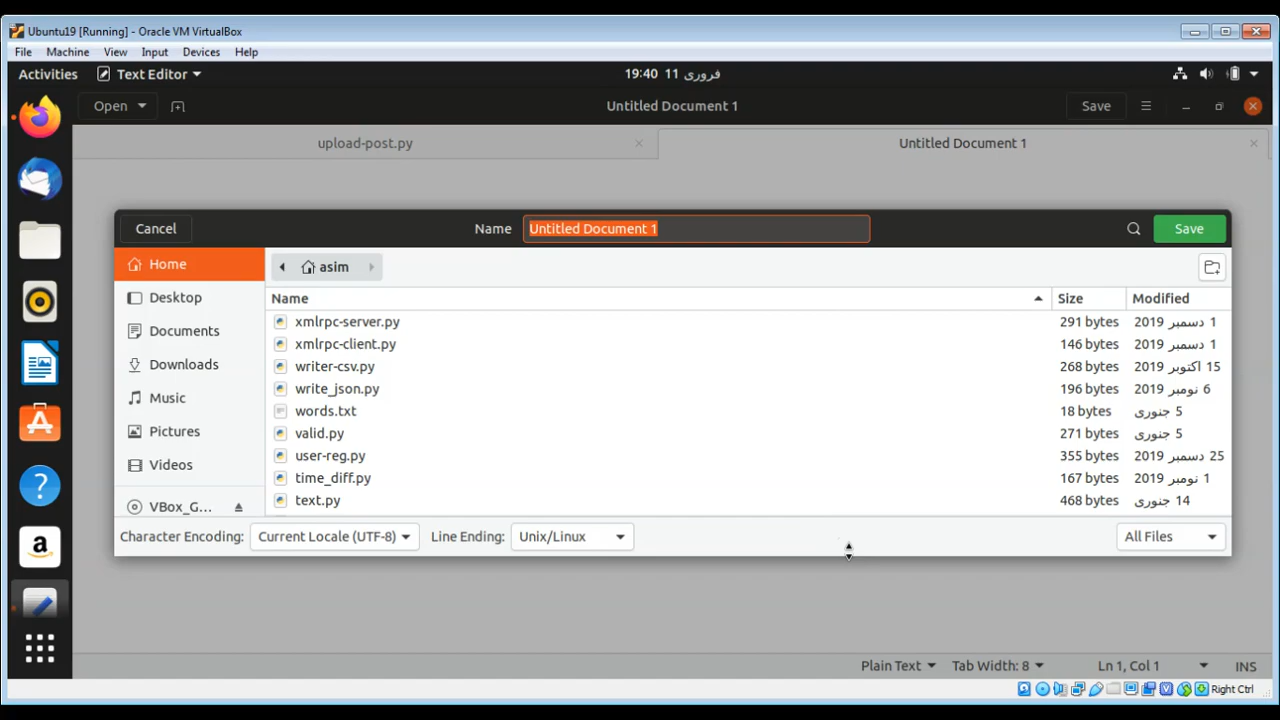 Ubuntu19 [Running] - Oracle VM VirtualBox
File Machine View Input Devices Help
Activities Text Editor 19:40 11 فروری
Open Untitled Document 1 Save
upload-post.py Untitled Document 1
Cancel Name Untitled Document 1 Save
Home asim
Desktop
Documents
Downloads
Music
Pictures
Videos
VBox_G...
Name Size Modified
xmlrpc-server.py 291 bytes 1 دسمبر 2019
xmlrpc-client.py 146 bytes 1 دسمبر 2019
writer-csv.py 268 bytes 15 اکتوبر 2019
write_json.py 196 bytes 6 نومبر 2019
words.txt 18 bytes 5 جنوری
valid.py 271 bytes 5 جنوری
user-reg.py 355 bytes 25 دسمبر 2019
time_diff.py 167 bytes 1 نومبر 2019
text.py 468 bytes 14 جنوری
Character Encoding: Current Locale (UTF-8) Line Ending: Unix/Linux All Files
Plain Text Tab Width: 8 Ln 1, Col 1 INS
Right Ctrl